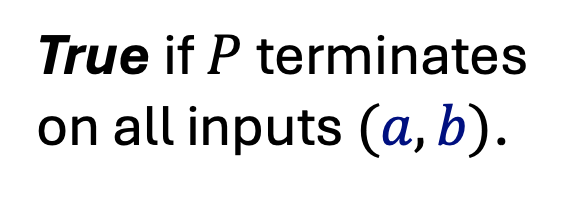 True if P terminates
on all inputs (a, b).